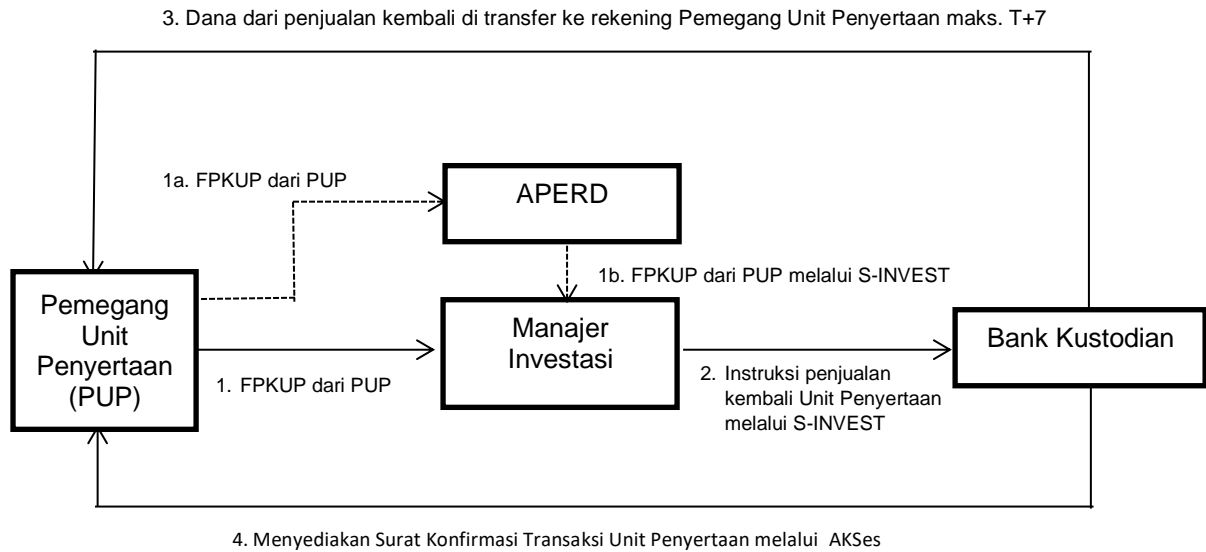 3. Dana dari penjualan kembali di transfer ke rekening Pemegang Unit Penyertaan maks. T+7
1a. FPKUP dari PUP
APERD
1b. FPKUP dari PUP melalui S-INVEST
Pemegang
Unit
Penyertaan
(PUP)
1. FPKUP dari PUP
Manajer
Investasi
2. Instruksi penjualan
kembali Unit Penyertaan
melalui S-INVEST
Bank Kustodian
4. Menyediakan Surat Konfirmasi Transaksi Unit Penyertaan melalui AKSes